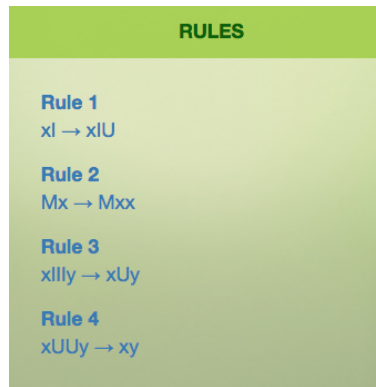 RULES
Rule 1
xI → xIU
Rule 2
Mx → Mxx
Rule 3
xIIIy → xUy
Rule 4
xUUy → xy